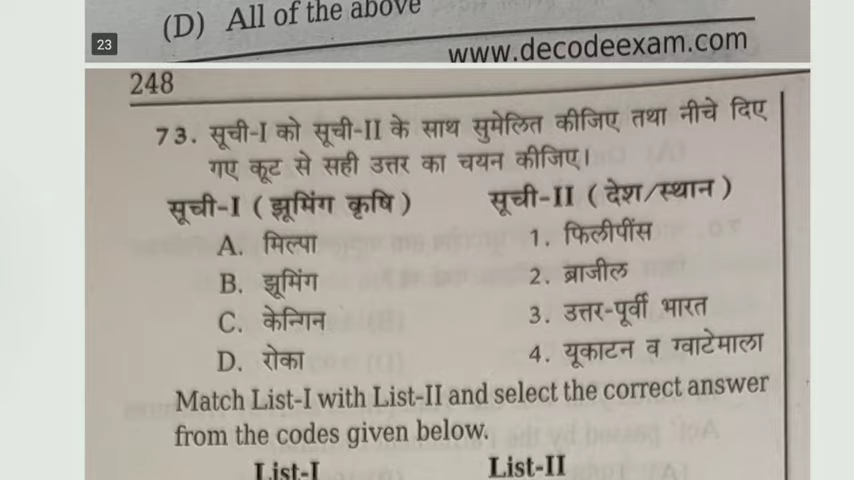 (D) All of the above
23
www.decodeexam.com
248
73. सूची-I को सूची-II के साथ सुमेलित कीजिए तथा नीचे दिए
गए कूट से सही उत्तर का चयन कीजिए।
सूची-I ( झूमिंग कृषि ) सूची-II ( देश/स्थान )
A. मिल्पा 1. फिलीपींस
B. झूमिंग 2. ब्राजील
C. केन्गिन 3. उत्तर-पूर्वी भारत
D. रोका 4. यूकाटन व ग्वाटेमाला
Match List-I with List-II and select the correct answer
from the codes given below.
List-I List-II